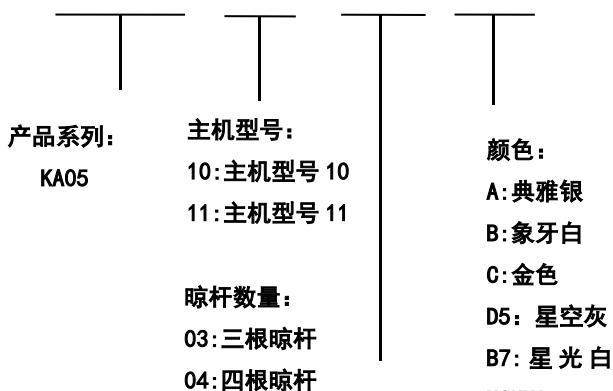 产品系列：
KA05
主机型号：
10:主机型号 10
11:主机型号 11
晾杆数量：
03:三根晾杆
04:四根晾杆
颜色：
A:典雅银
B:象牙白
C:金色
D5：星空灰
B7: 星 光 白